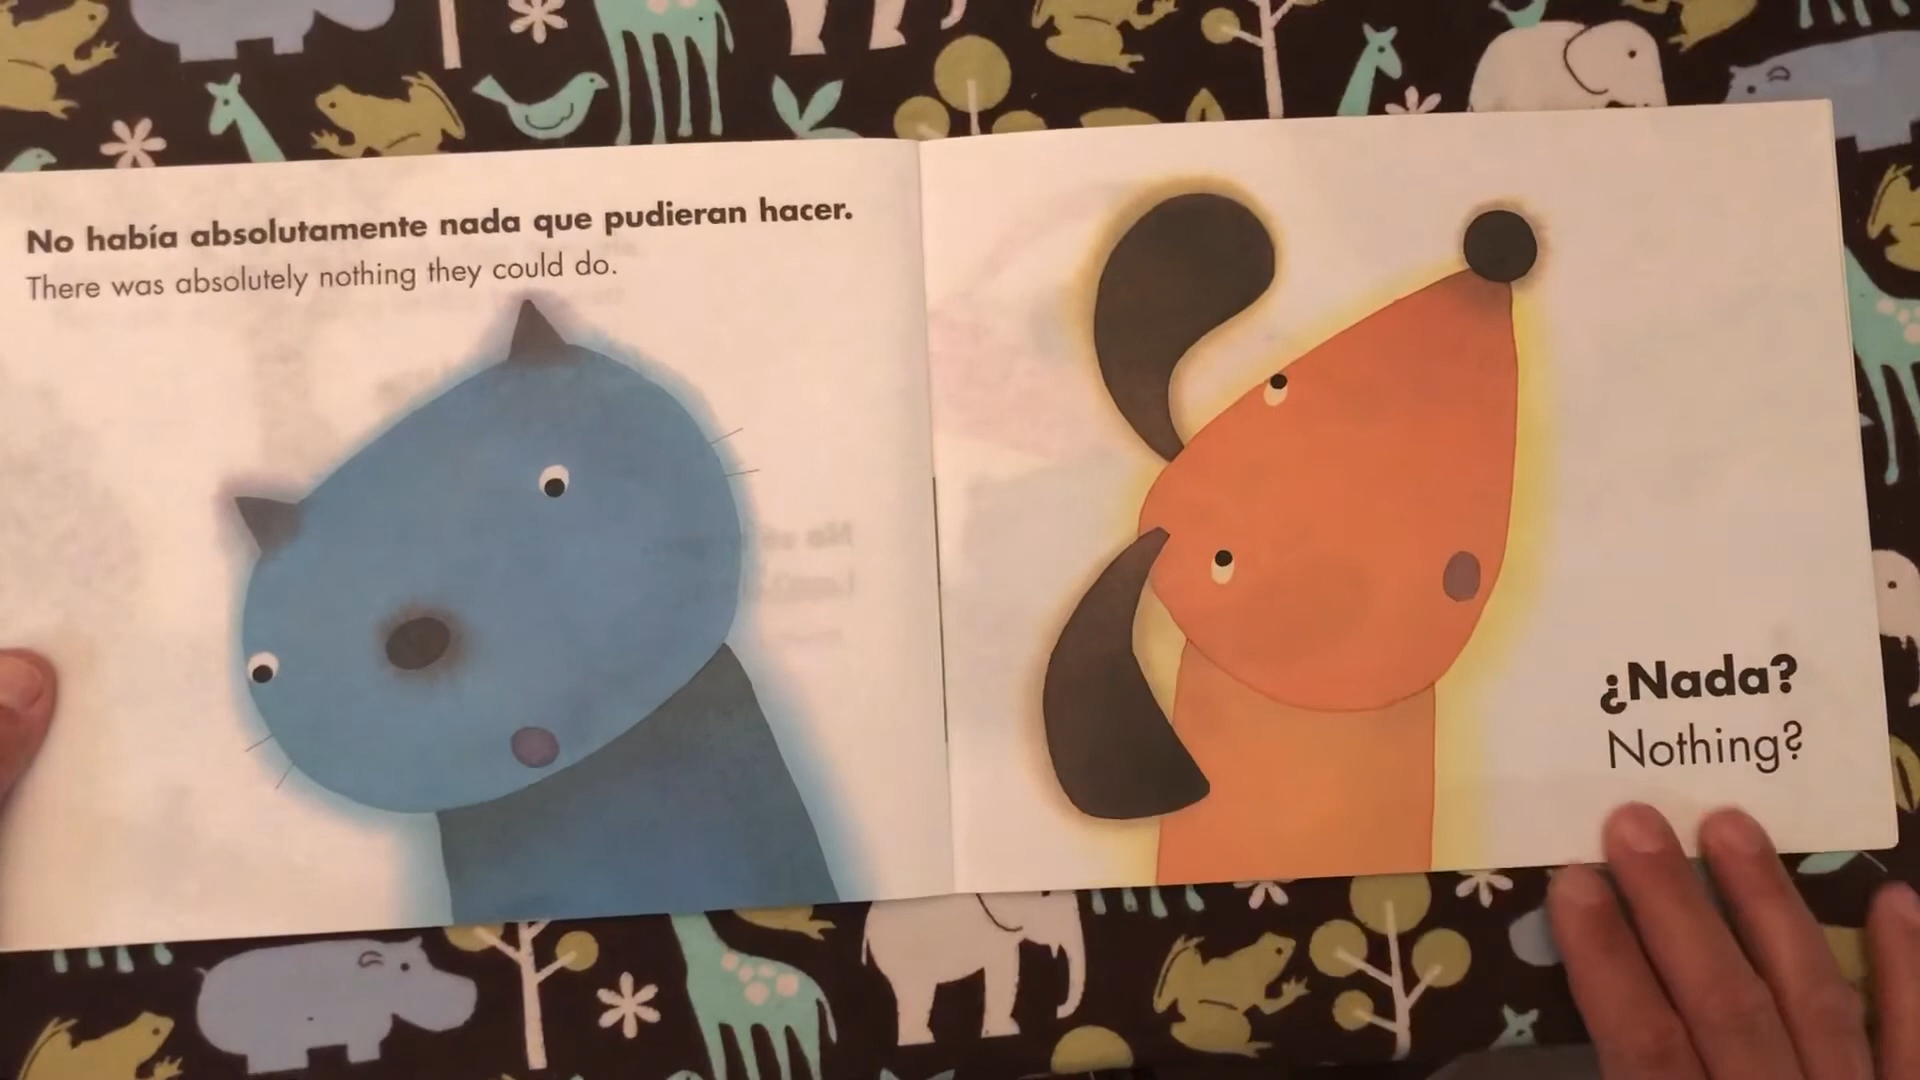 No había absolutamente nada que pudieran hacer.
There was absolutely nothing they could do.
¿Nada?
Nothing?